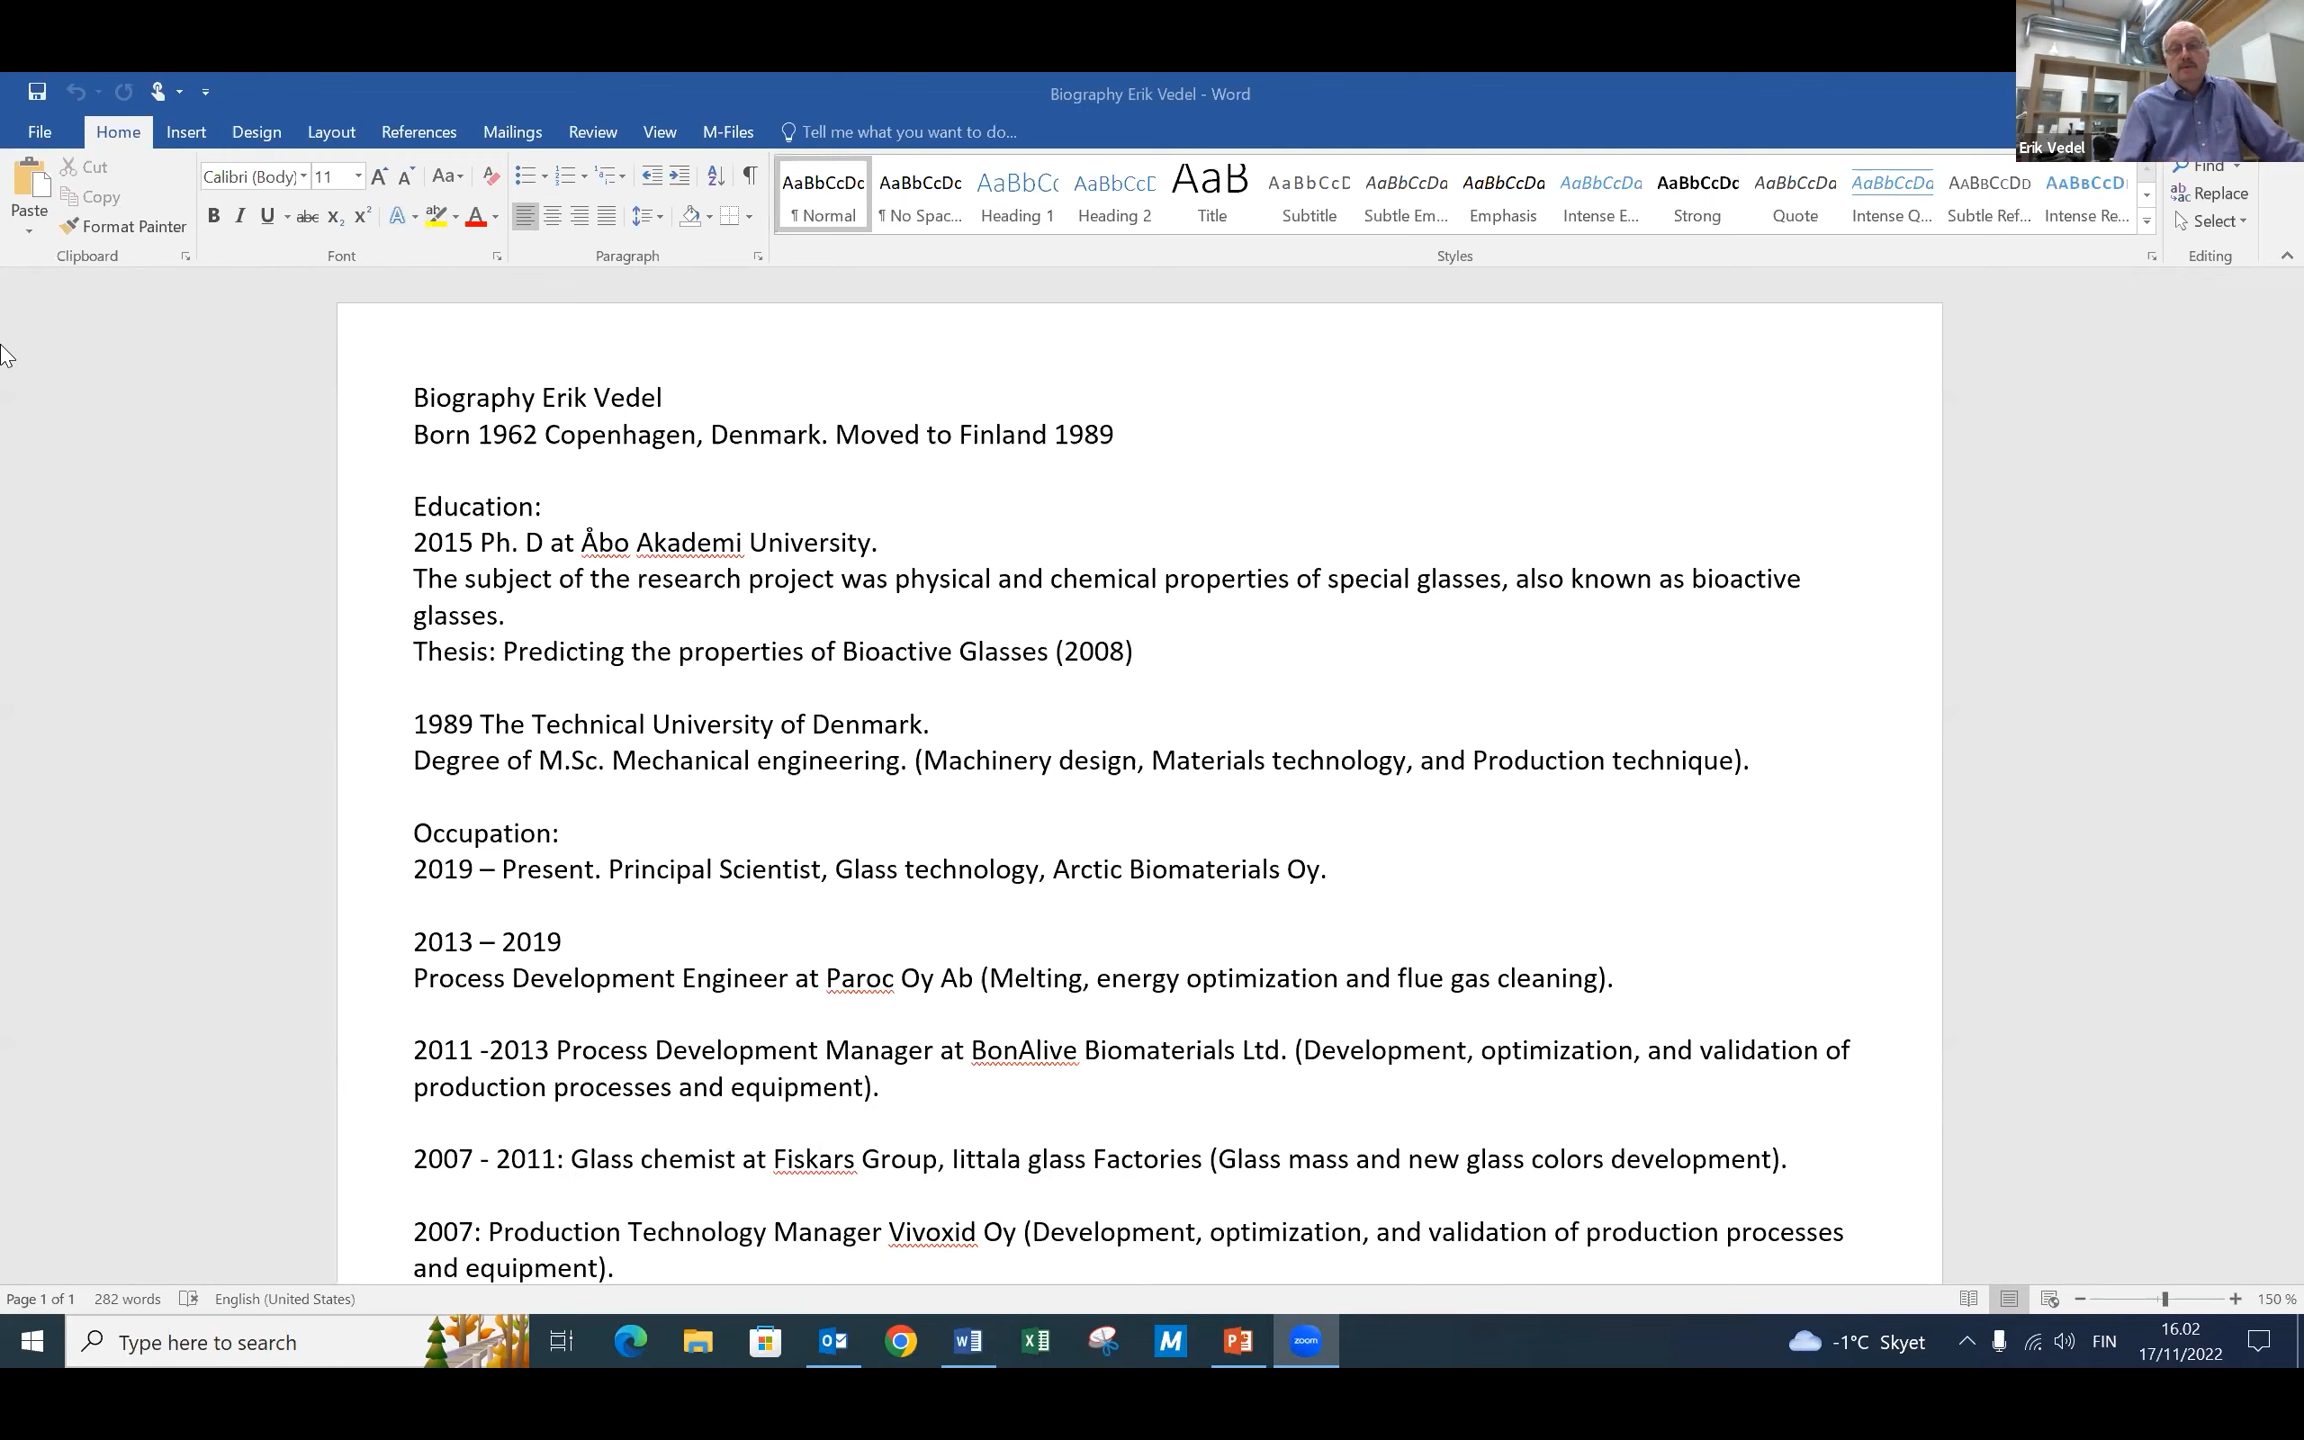 Biography Erik Vedel - Word
Erik Vedel
File Home Insert Design Layout References Mailings Review View M-Files Tell me what you want to do...
Paste
Cut
Copy
Format Painter
Clipboard
Calibri (Body) 11
Font
Paragraph
AaBbCcDc AaBbCcDc AaBbCc AaBbCcD AaB AaBbCcD AaBbCcDa AaBbCcDa AaBbCcDa AaBbCcDc AaBbCcDa AaBbCcDa AaBbCcDd AaBbCcD
¶ Normal ¶ No Spac... Heading 1 Heading 2 Title Subtitle Subtle Em... Emphasis Intense E... Strong Quote Intense Q... Subtle Ref... Intense Re...
Styles
Find
Replace
Select
Editing
Biography Erik Vedel
Born 1962 Copenhagen, Denmark. Moved to Finland 1989
Education:
2015 Ph. D at Åbo Akademi University.
The subject of the research project was physical and chemical properties of special glasses, also known as bioactive
glasses.
Thesis: Predicting the properties of Bioactive Glasses (2008)
1989 The Technical University of Denmark.
Degree of M.Sc. Mechanical engineering. (Machinery design, Materials technology, and Production technique).
Occupation:
2019 – Present. Principal Scientist, Glass technology, Arctic Biomaterials Oy.
2013 – 2019
Process Development Engineer at Paroc Oy Ab (Melting, energy optimization and flue gas cleaning).
2011 -2013 Process Development Manager at BonAlive Biomaterials Ltd. (Development, optimization, and validation of
production processes and equipment).
2007 - 2011: Glass chemist at Fiskars Group, Iittala glass Factories (Glass mass and new glass colors development).
2007: Production Technology Manager Vivoxid Oy (Development, optimization, and validation of production processes
and equipment).
Page 1 of 1 282 words English (United States) 150 %
Type here to search
zoom
-1°C Skyet
FIN
16.02
17/11/2022